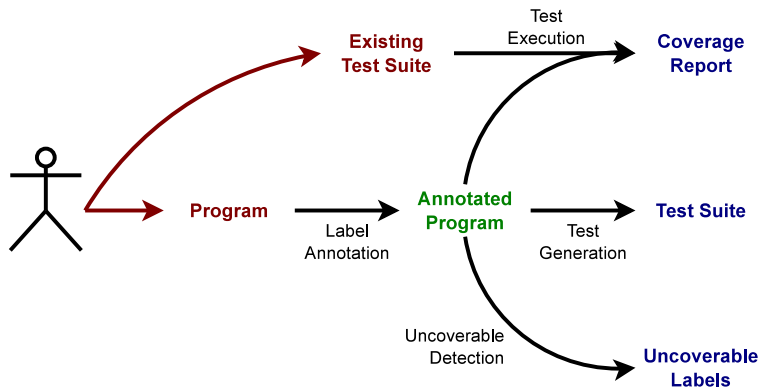 Test
Execution
Existing
Test Suite
Coverage
Report
Program
Label
Annotation
Annotated
Program
Test
Generation
Test Suite
Uncoverable
Detection
Uncoverable
Labels